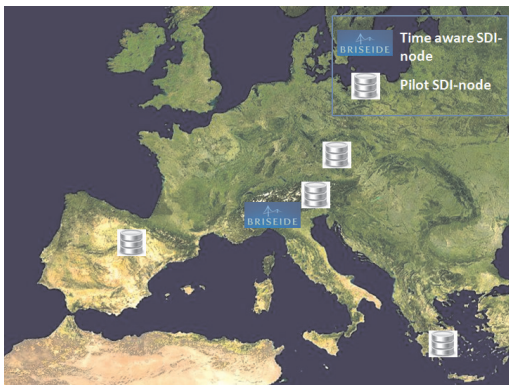 BRISEIDE
Time aware SDI-
node
Pilot SDI-node
BRISEIDE